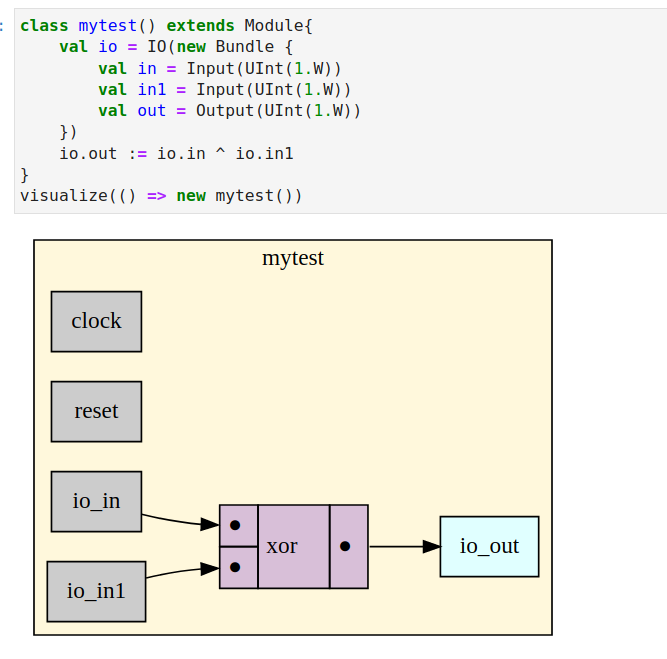 :
class mytest() extends Module{
    val io = IO(new Bundle {
        val in = Input(UInt(1.W))
        val in1 = Input(UInt(1.W))
        val out = Output(UInt(1.W))
    })
    io.out := io.in ^ io.in1
}
visualize(() => new mytest())
mytest
clock
reset
io_in
io_in1
xor
io_out